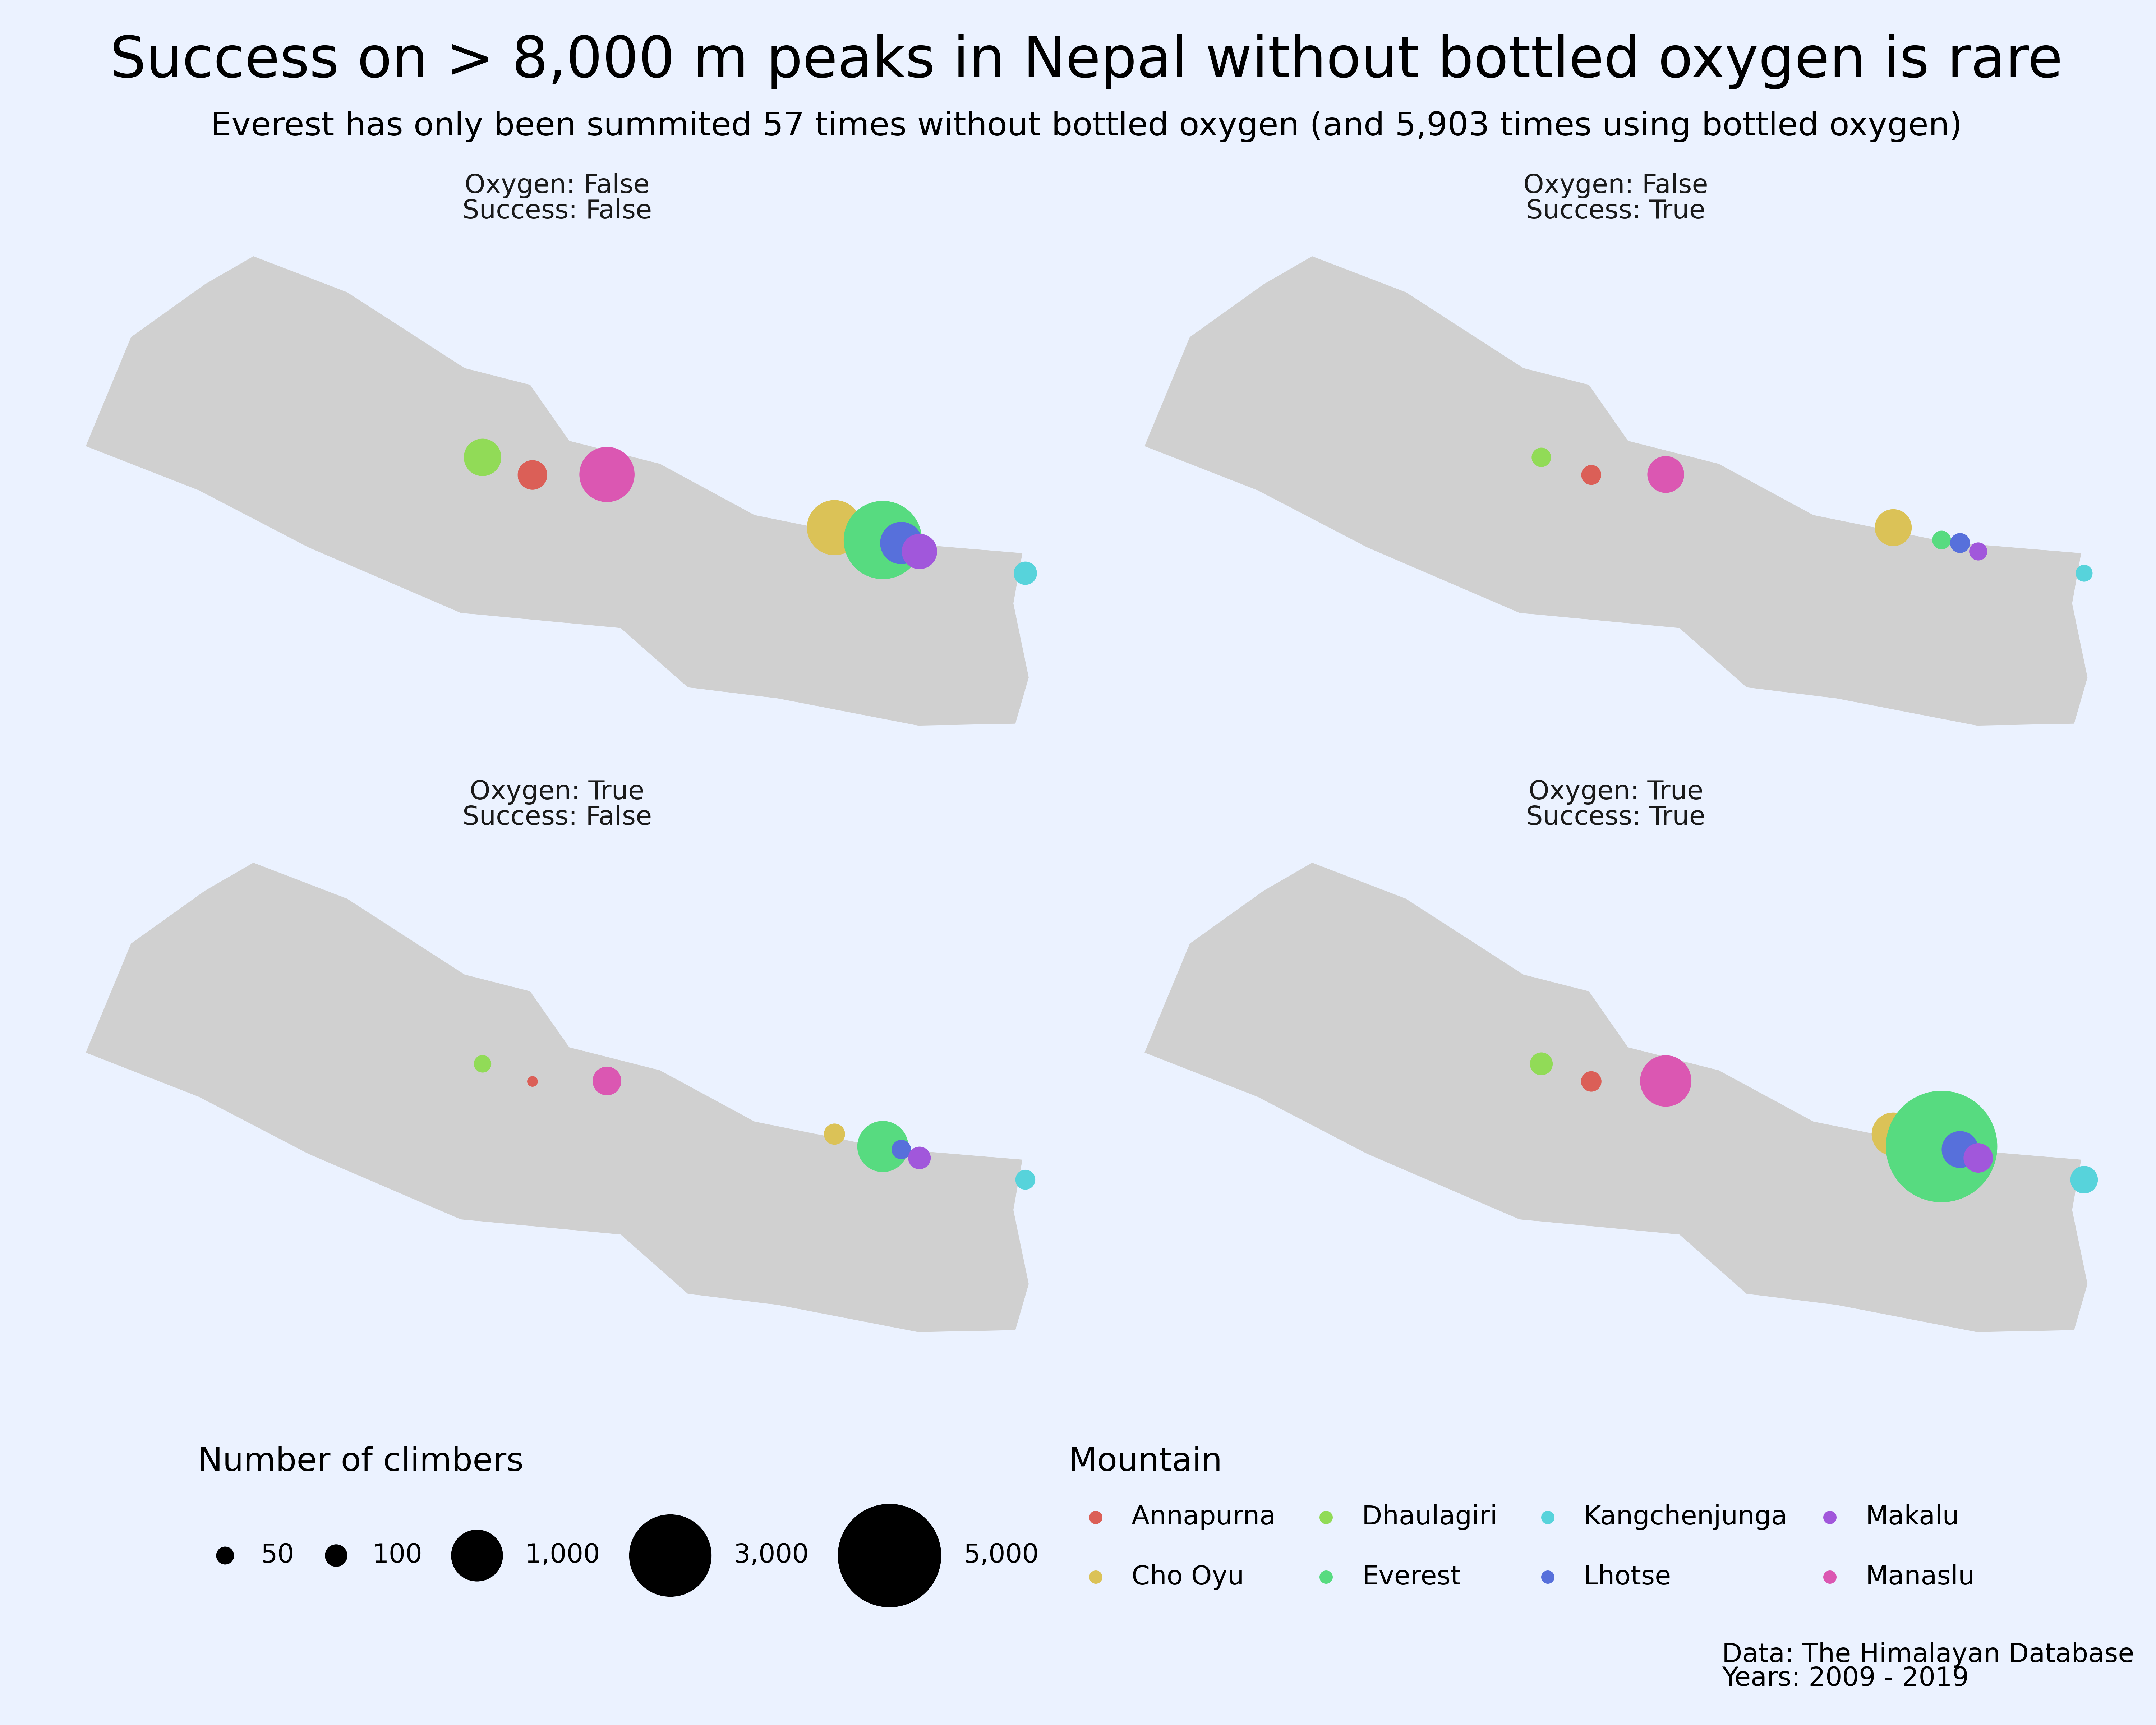 Success on > 8,000 m peaks in Nepal without bottled oxygen is rare
Everest has only been summited 57 times without bottled oxygen (and 5,903 times using bottled oxygen)
Oxygen: False
Success: False
Oxygen: False
Success: True
Oxygen: True
Success: False
Oxygen: True
Success: True
Number of climbers
50 100 1,000 3,000 5,000
Mountain
Annapurna Dhaulagiri Kangchenjunga Makalu
Cho Oyu Everest Lhotse Manaslu
Data: The Himalayan Database
Years: 2009 - 2019